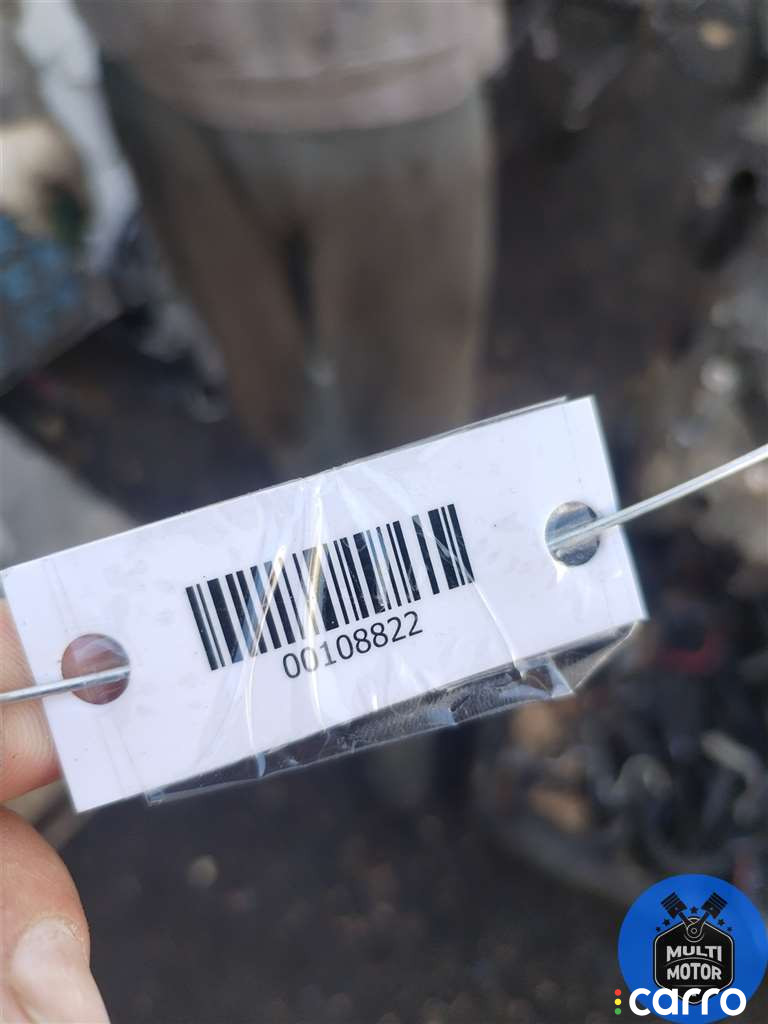 00108822
MULTI
MOTOR
carro